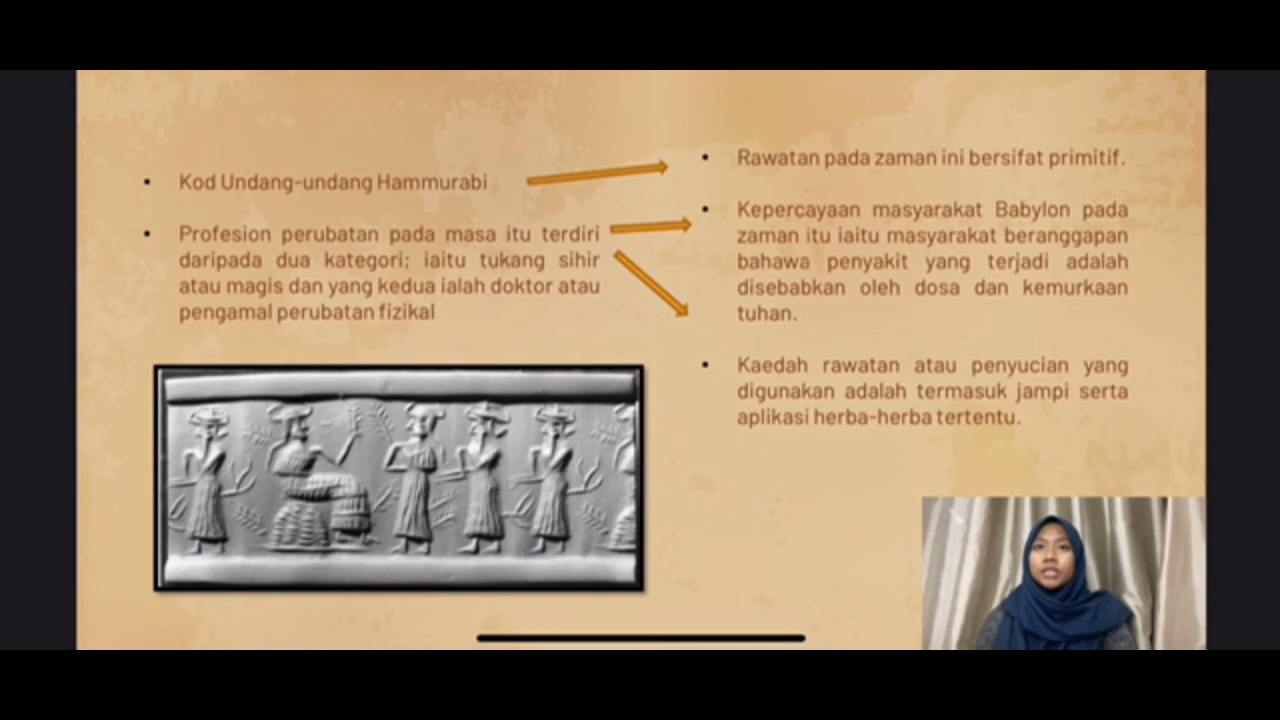 • Kod Undang-undang Hammurabi
• Profesion perubatan pada masa itu terdiri
daripada dua kategori; iaitu tukang sihir
atau magis dan yang kedua ialah doktor atau
pengamal perubatan fizikal
• Rawatan pada zaman ini bersifat primitif.
• Kepercayaan masyarakat Babylon pada
zaman itu iaitu masyarakat beranggapan
bahawa penyakit yang terjadi adalah
disebabkan oleh dosa dan kemurkaan
tuhan.
• Kaedah rawatan atau penyucian yang
digunakan adalah termasuk jampi serta
aplikasi herba-herba tertentu.